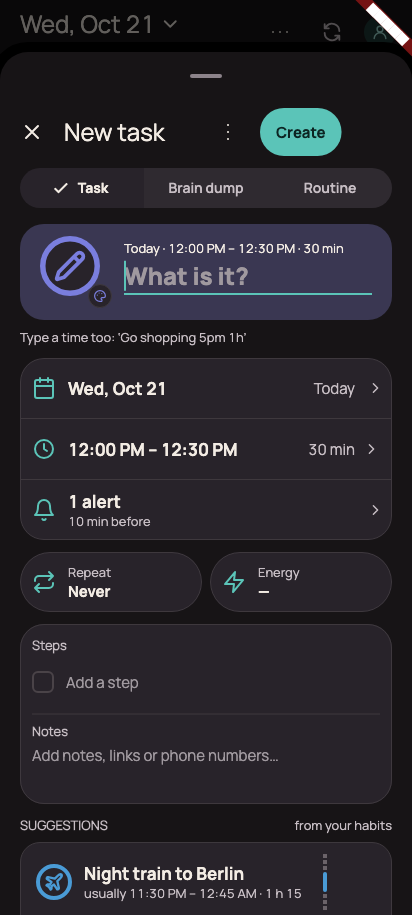 Wed, Oct 21
New task
Create
Task
Brain dump
Routine
Today · 12:00 PM – 12:30 PM · 30 min
What is it?
Type a time too: 'Go shopping 5pm 1h'
Wed, Oct 21
Today
12:00 PM – 12:30 PM
30 min
1 alert
10 min before
Repeat
Never
Energy
–
Steps
Add a step
Notes
Add notes, links or phone numbers…
SUGGESTIONS
from your habits
Night train to Berlin
usually 11:30 PM – 12:45 AM · 1 h 15